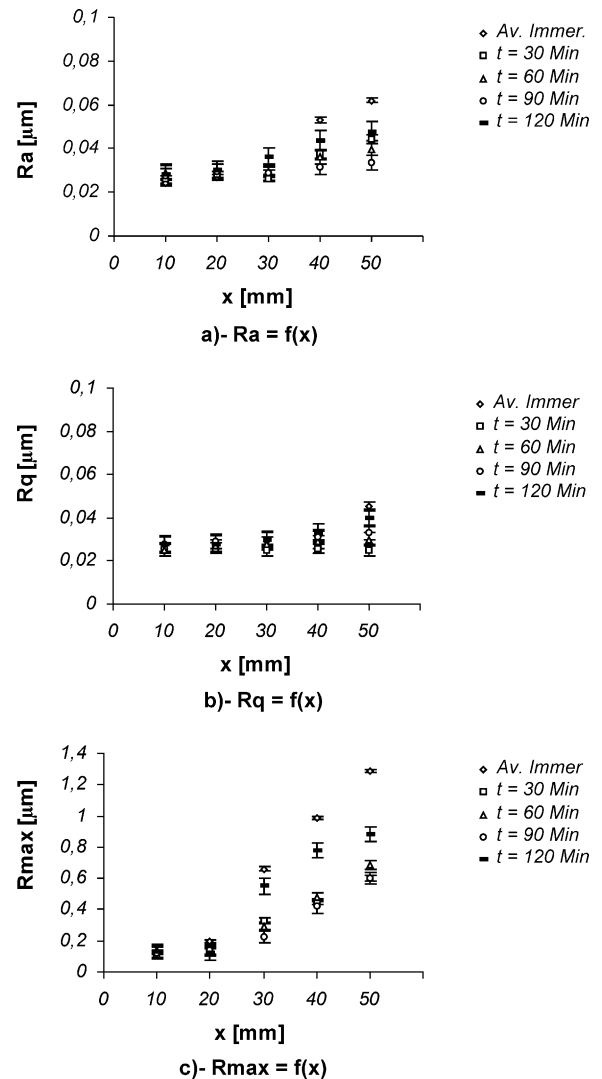 0,1
0,08
0,06
0,04
0,02
0
Ra [µm]
0 10 20 30 40 50
x [mm]
Av. Immer.
t = 30 Min
t = 60 Min
t = 90 Min
t = 120 Min
a)- Ra = f(x)
0,1
0,08
0,06
0,04
0,02
0
Rq [µm]
0 10 20 30 40 50
x [mm]
Av. Immer
t = 30 Min
t = 60 Min
t = 90 Min
t = 120 Min
b)- Rq = f(x)
1,4
1,2
1
0,8
0,6
0,4
0,2
0
Rmax [µm]
0 10 20 30 40 50
x [mm]
Av. Immer
t = 30 Min
t = 60 Min
t = 90 Min
t = 120 Min
c)- Rmax = f(x)